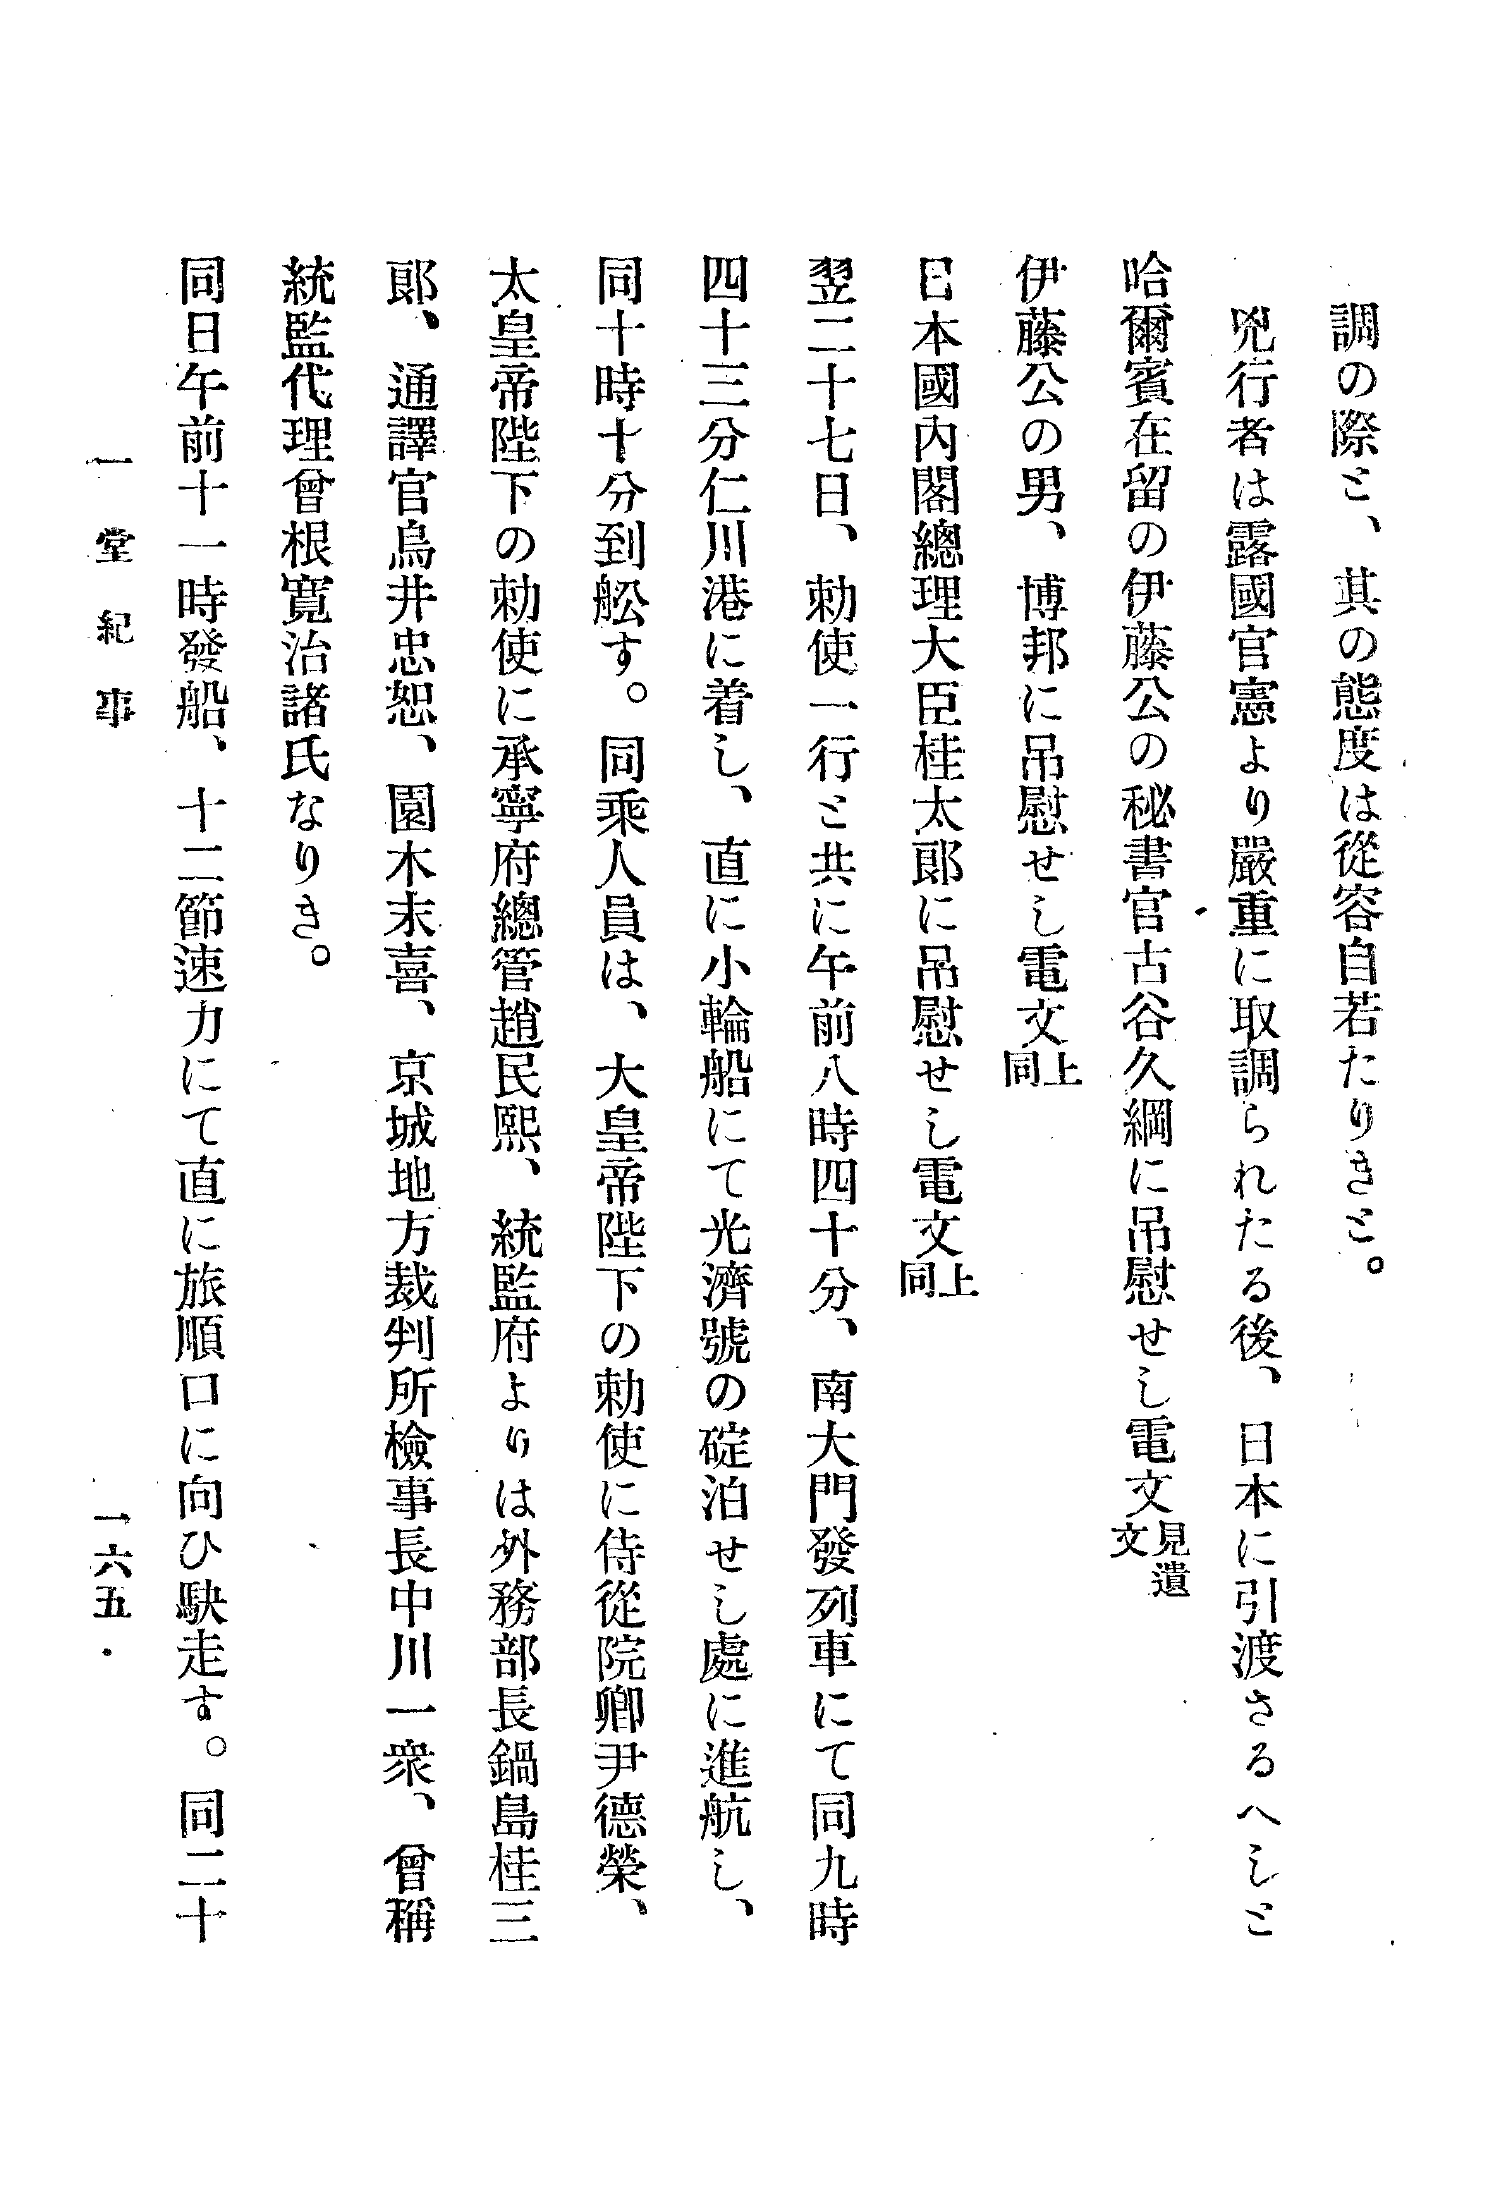 調の際と、其の態度は從容自若たりきと。
兇行者は露國官憲より嚴重に取調られたる後、日本に引渡さるへしと
哈爾賓在留の伊藤公の秘書官古谷久綱に吊慰せし電文見遺文
伊藤公の男、博邦に吊慰せし電文同上
日本國內閣總理大臣桂太郎に吊慰せし電文同上
翌二十七日、勅使一行と共に午前八時四十分、南大門發列車にて同九時
四十三分仁川港に着し、直に小輪船にて光濟號の碇泊せし處に進航し、
同十時十分到舩す。同乘人員は、大皇帝陛下の勅使に侍從院卿尹德榮、
太皇帝陛下の勅使に承寧府總管趙民熙、統監府よりは外務部長鍋島桂三
郎、通譯官鳥井忠恕、園木末喜、京城地方裁判所檢事長中川一衆、曾稱
統監代理曾根寬治諸氏なりき。
同日午前十一時發船、十二節速力にて直に旅順口に向ひ駃走す。同二十
一堂紀事
一六五